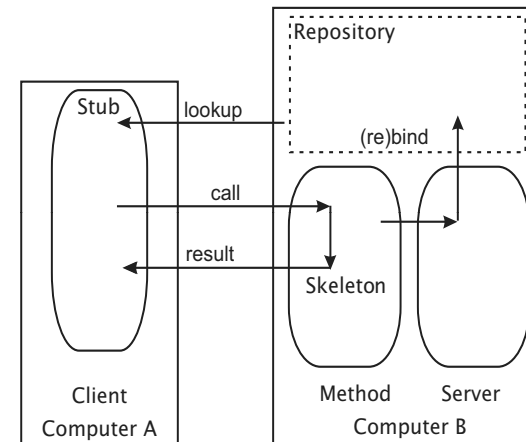 Repository
Stub
lookup
(re)bind
call
result
Skeleton
Client
Method
Server
Computer A
Computer B